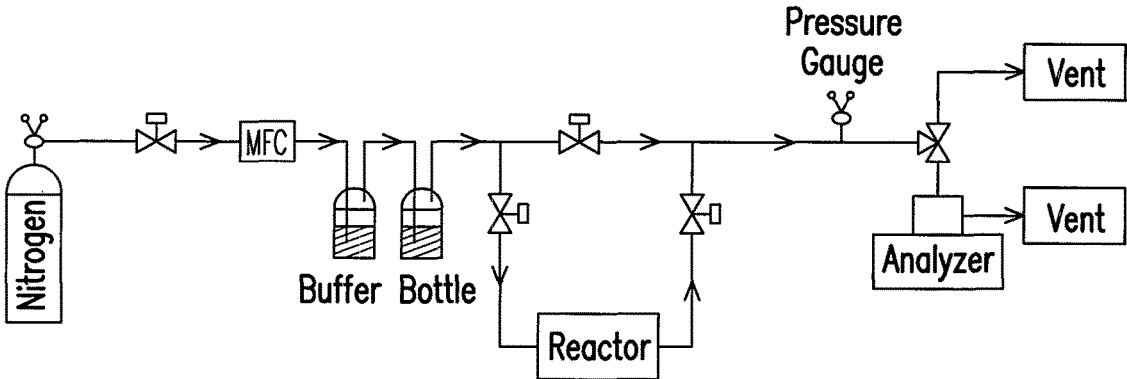 Pressure
Gauge
Vent
MFC
Nitrogen
Vent
Analyzer
Buffer Bottle
Reactor